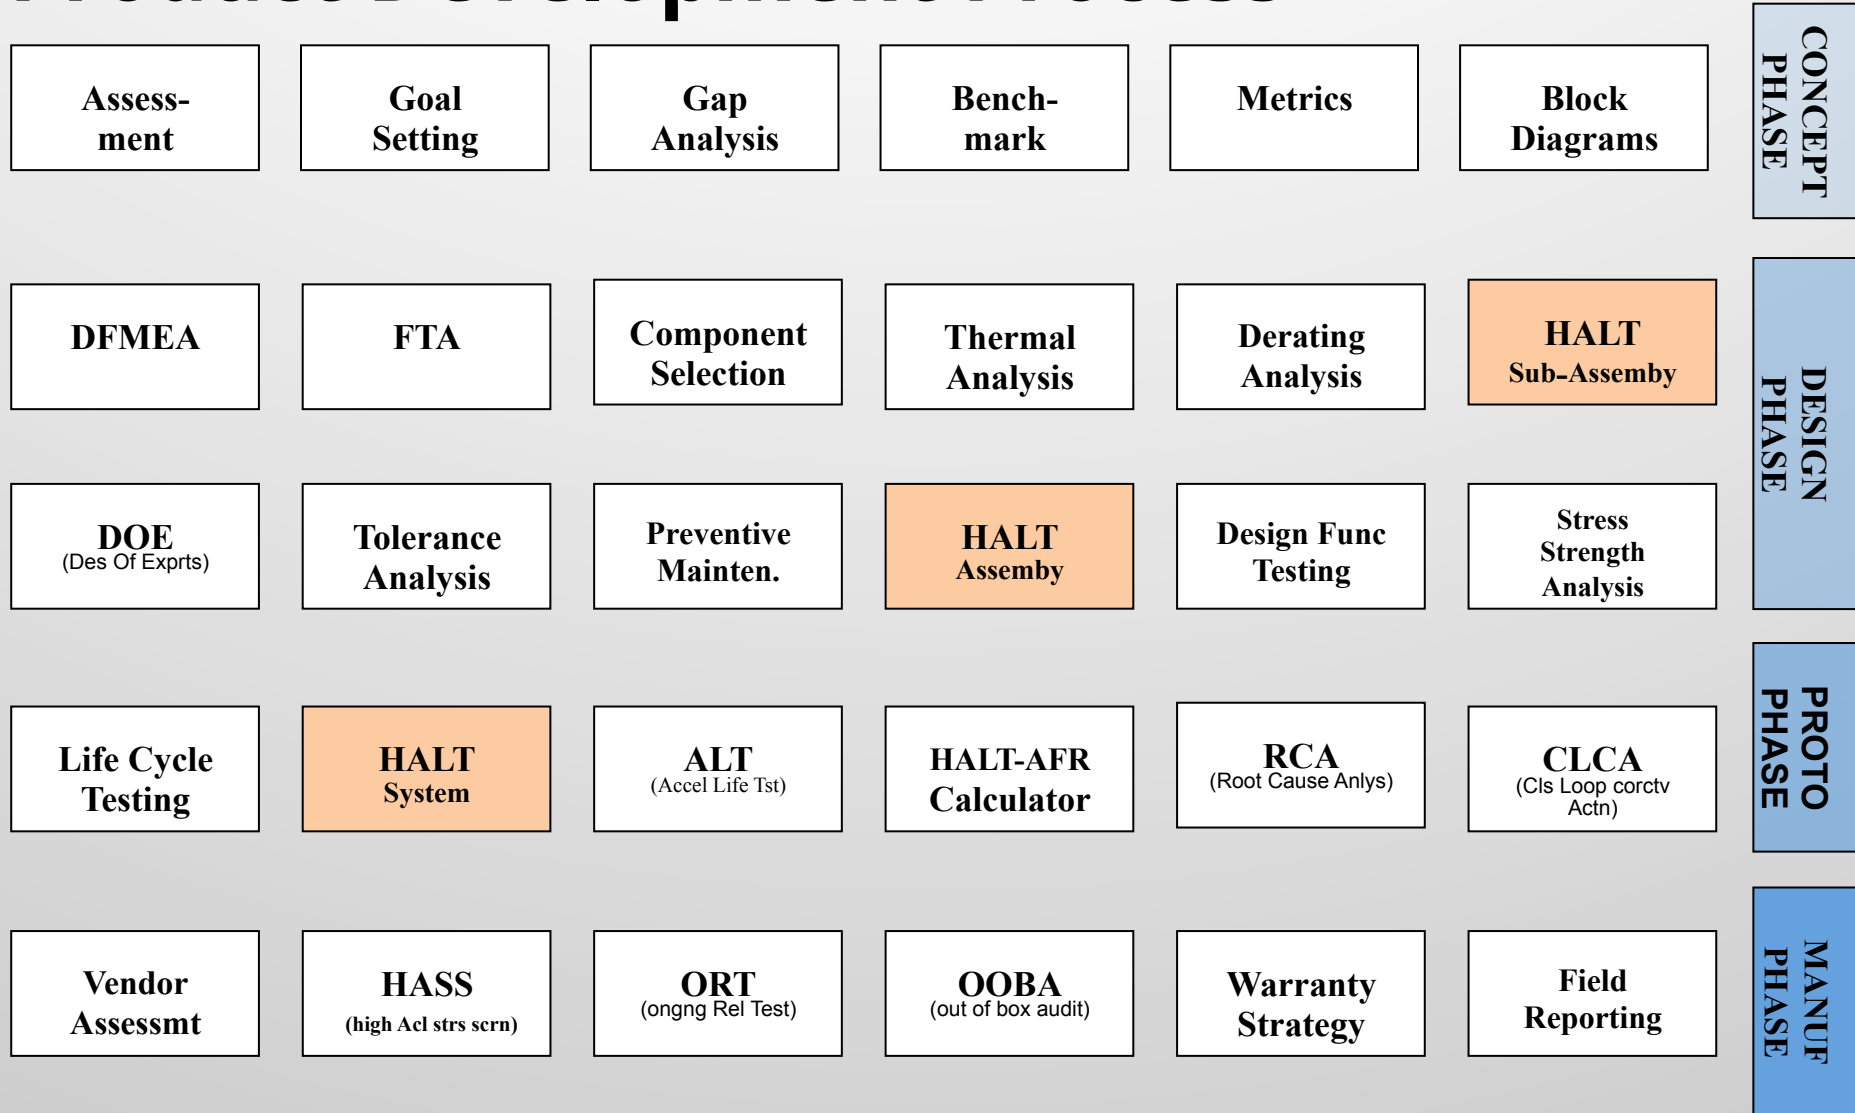 Product Development Process
Assess-
ment
Goal
Setting
Gap
Analysis
Bench-
mark
Metrics
Block
Diagrams
CONCEPT
PHASE
DFMEA
FTA
Component
Selection
Thermal
Analysis
Derating
Analysis
HALT
Sub-Assemby
DESIGN
PHASE
DOE
(Des Of Exprts)
Tolerance
Analysis
Preventive
Mainten.
HALT
Assemby
Design Func
Testing
Stress
Strength
Analysis
Life Cycle
Testing
HALT
System
ALT
(Accel Life Tst)
HALT-AFR
Calculator
RCA
(Root Cause Anlys)
CLCA
(Cls Loop corctv
Actn)
PROTO
PHASE
Vendor
Assessmt
HASS
(high Acl strs scrn)
ORT
(ongng Rel Test)
OOBA
(out of box audit)
Warranty
Strategy
Field
Reporting
MANUF
PHASE